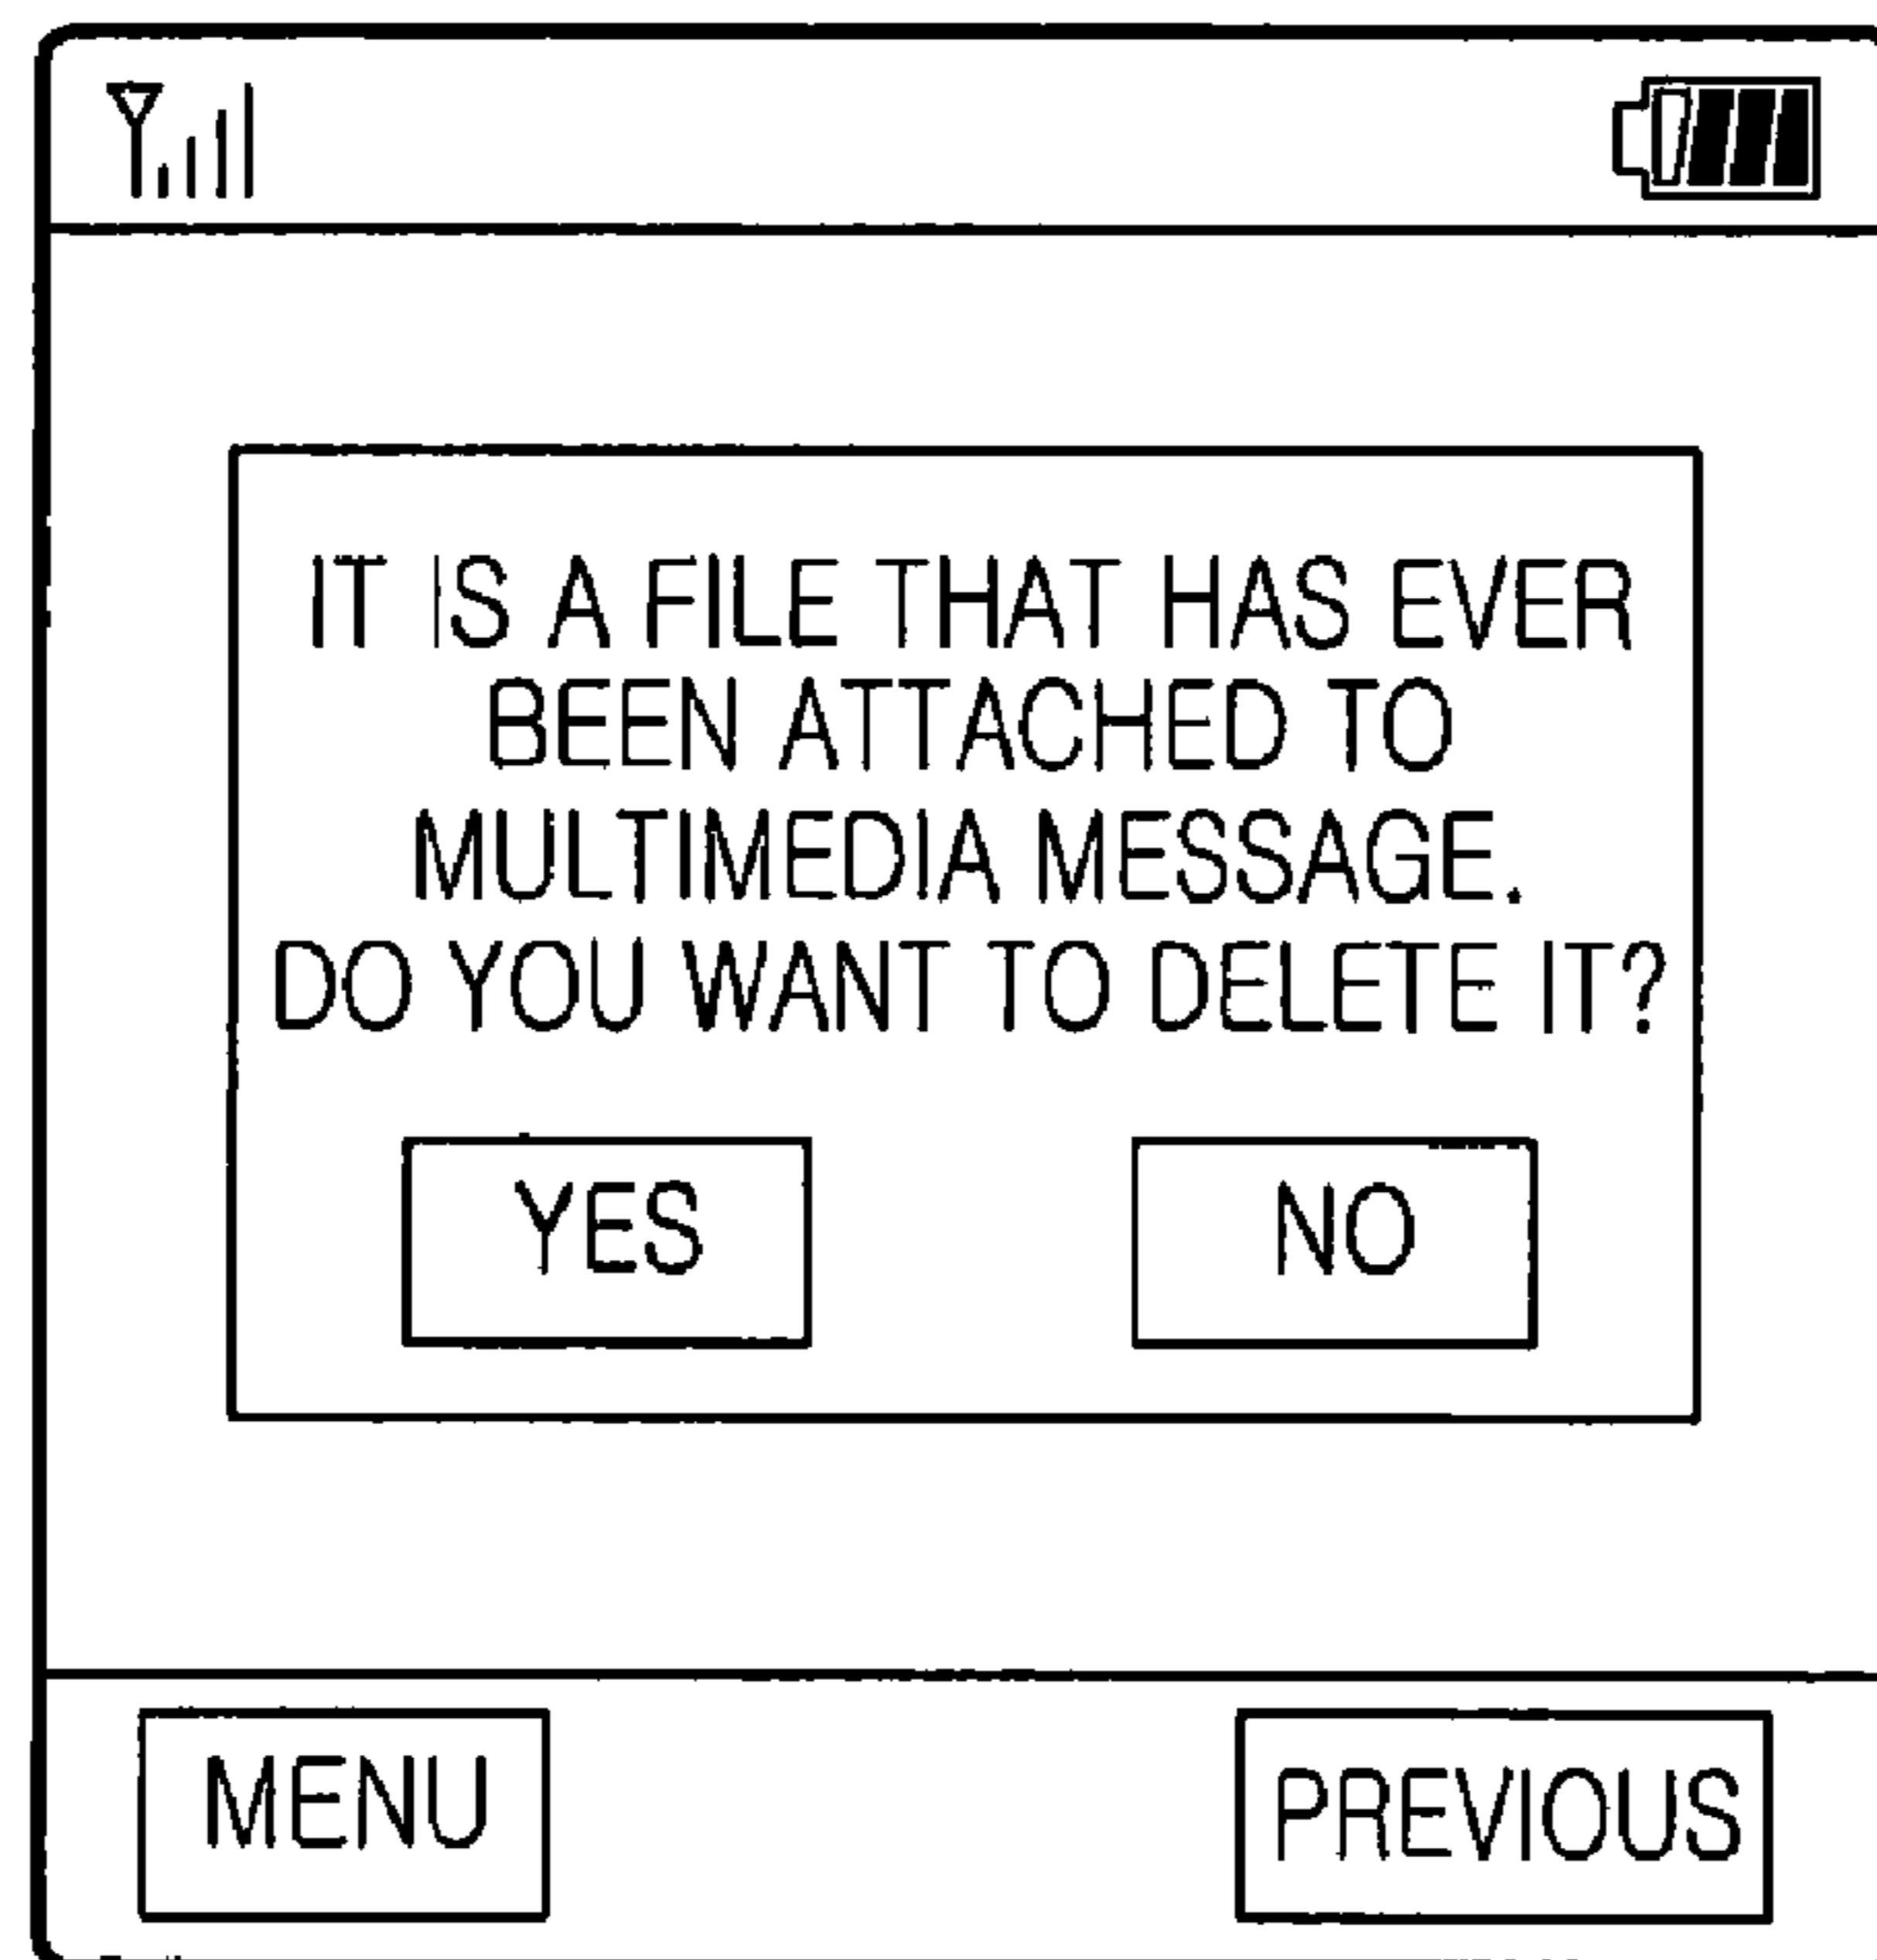 IT IS A FILE THAT HAS EVER
BEEN ATTACHED TO
MULTIMEDIA MESSAGE.
DO YOU WANT TO DELETE IT?
YES NO
MENU PREVIOUS